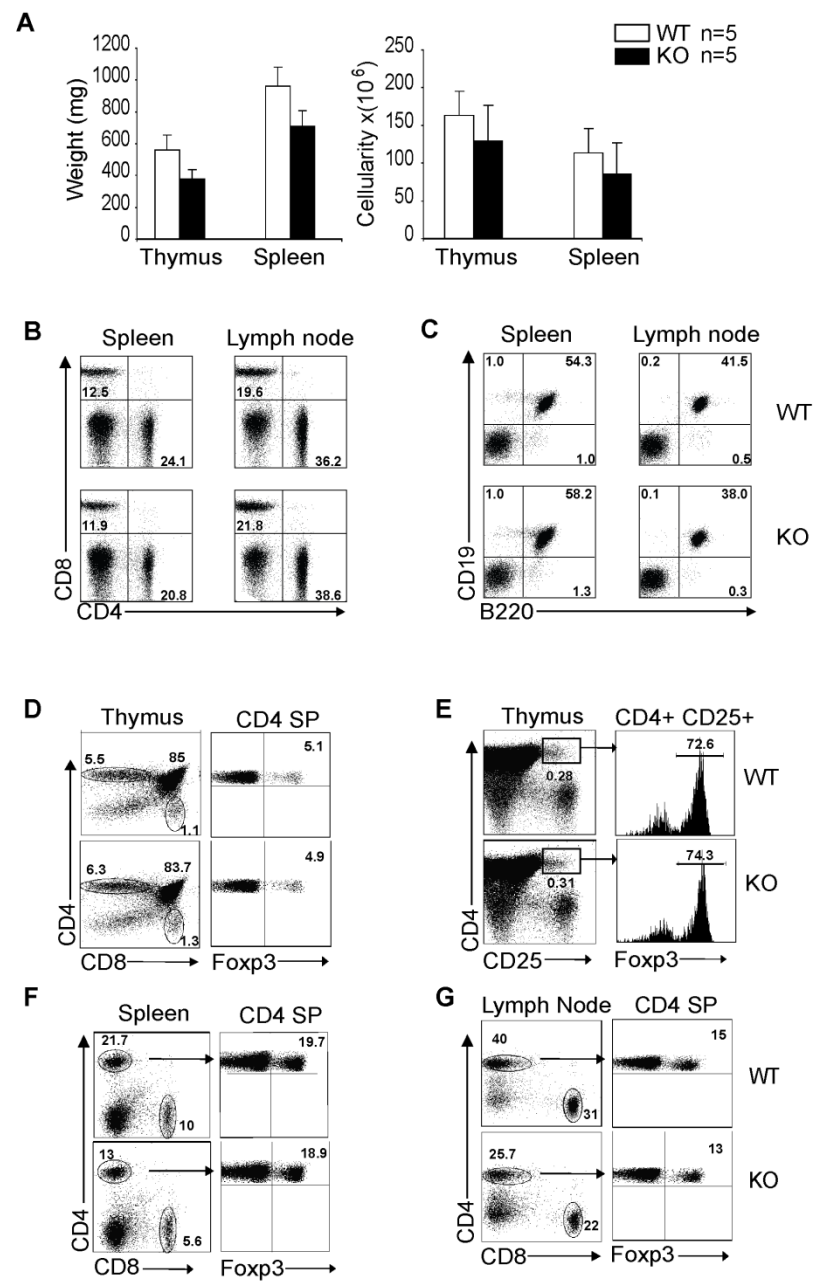 A
WT n=5
KO n=5
Weight (mg)
1200
1000
800
600
400
200
0
Thymus Spleen
Cellularity x(10⁶)
250
200
150
100
50
0
Thymus Spleen
B
Spleen Lymph node
12.5
24.1
19.6
36.2
11.9
20.8
21.8
38.6
CD8
CD4
C
Spleen Lymph node
1.0 54.3
1.0
0.2 41.5
0.5
WT
1.0 58.2
1.3
0.1 38.0
0.3
KO
CD19
B220
D
Thymus CD4 SP
5.5 85
1.1
5.1
6.3 83.7
1.3
4.9
CD4
CD8 Foxp3
E
Thymus CD4+ CD25+
0.28
72.6
WT
0.31
74.3
KO
CD4
CD25 Foxp3
F
Spleen CD4 SP
21.7
10
19.7
13
5.6
18.9
CD4
CD8 Foxp3
G
Lymph Node CD4 SP
40
31
15
WT
25.7
22
13
KO
CD4
CD8 Foxp3